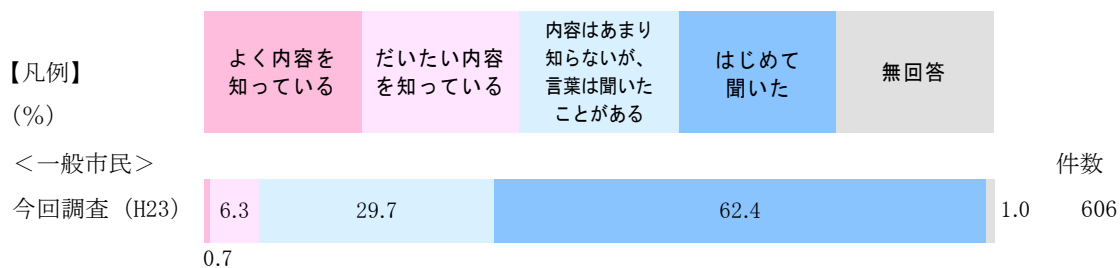 【凡例】
(%)
よく内容を
知っている
だいたい内容
を知っている
内容はあまり
知らないが、
言葉は聞いた
ことがある
はじめて
聞いた
無回答
＜一般市民＞
件数
今回調査 (H23)
6.3
29.7
62.4
1.0
606
0.7